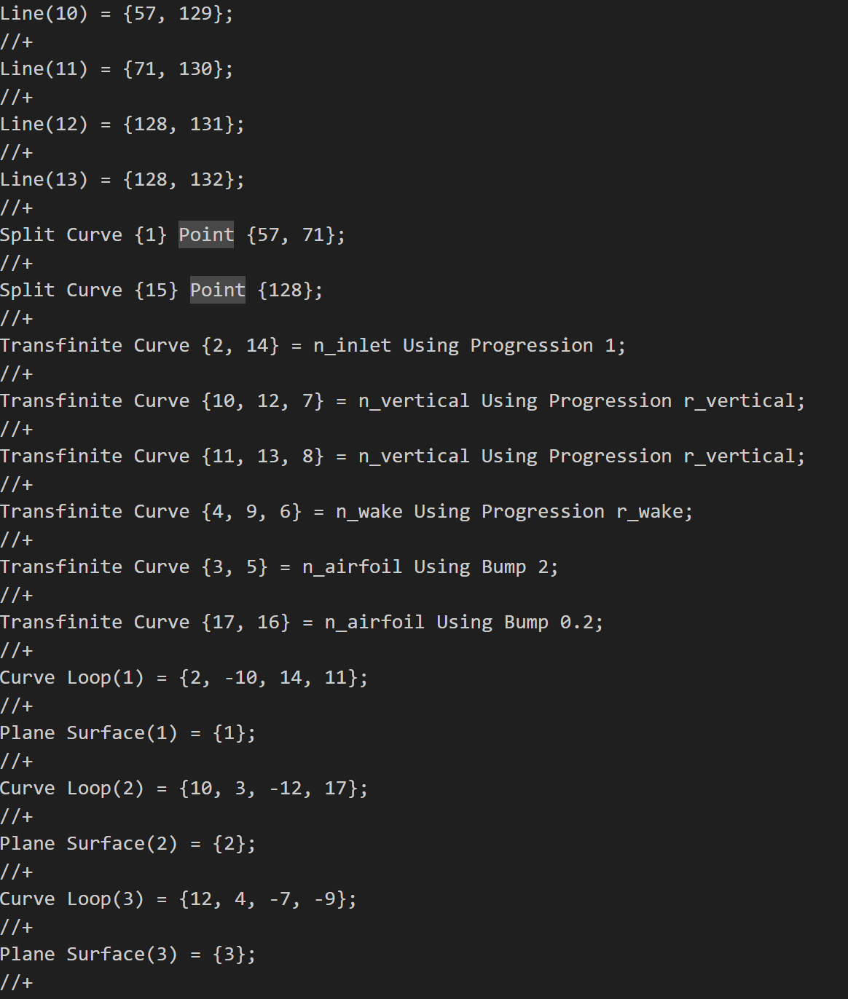 Line(10) = {57, 129};
//+
Line(11) = {71, 130};
//+
Line(12) = {128, 131};
//+
Line(13) = {128, 132};
//+
Split Curve {1} Point {57, 71};
//+
Split Curve {15} Point {128};
//+
Transfinite Curve {2, 14} = n_inlet Using Progression 1;
//+
Transfinite Curve {10, 12, 7} = n_vertical Using Progression r_vertical;
//+
Transfinite Curve {11, 13, 8} = n_vertical Using Progression r_vertical;
//+
Transfinite Curve {4, 9, 6} = n_wake Using Progression r_wake;
//+
Transfinite Curve {3, 5} = n_airfoil Using Bump 2;
//+
Transfinite Curve {17, 16} = n_airfoil Using Bump 0.2;
//+
Curve Loop(1) = {2, -10, 14, 11};
//+
Plane Surface(1) = {1};
//+
Curve Loop(2) = {10, 3, -12, 17};
//+
Plane Surface(2) = {2};
//+
Curve Loop(3) = {12, 4, -7, -9};
//+
Plane Surface(3) = {3};
//+